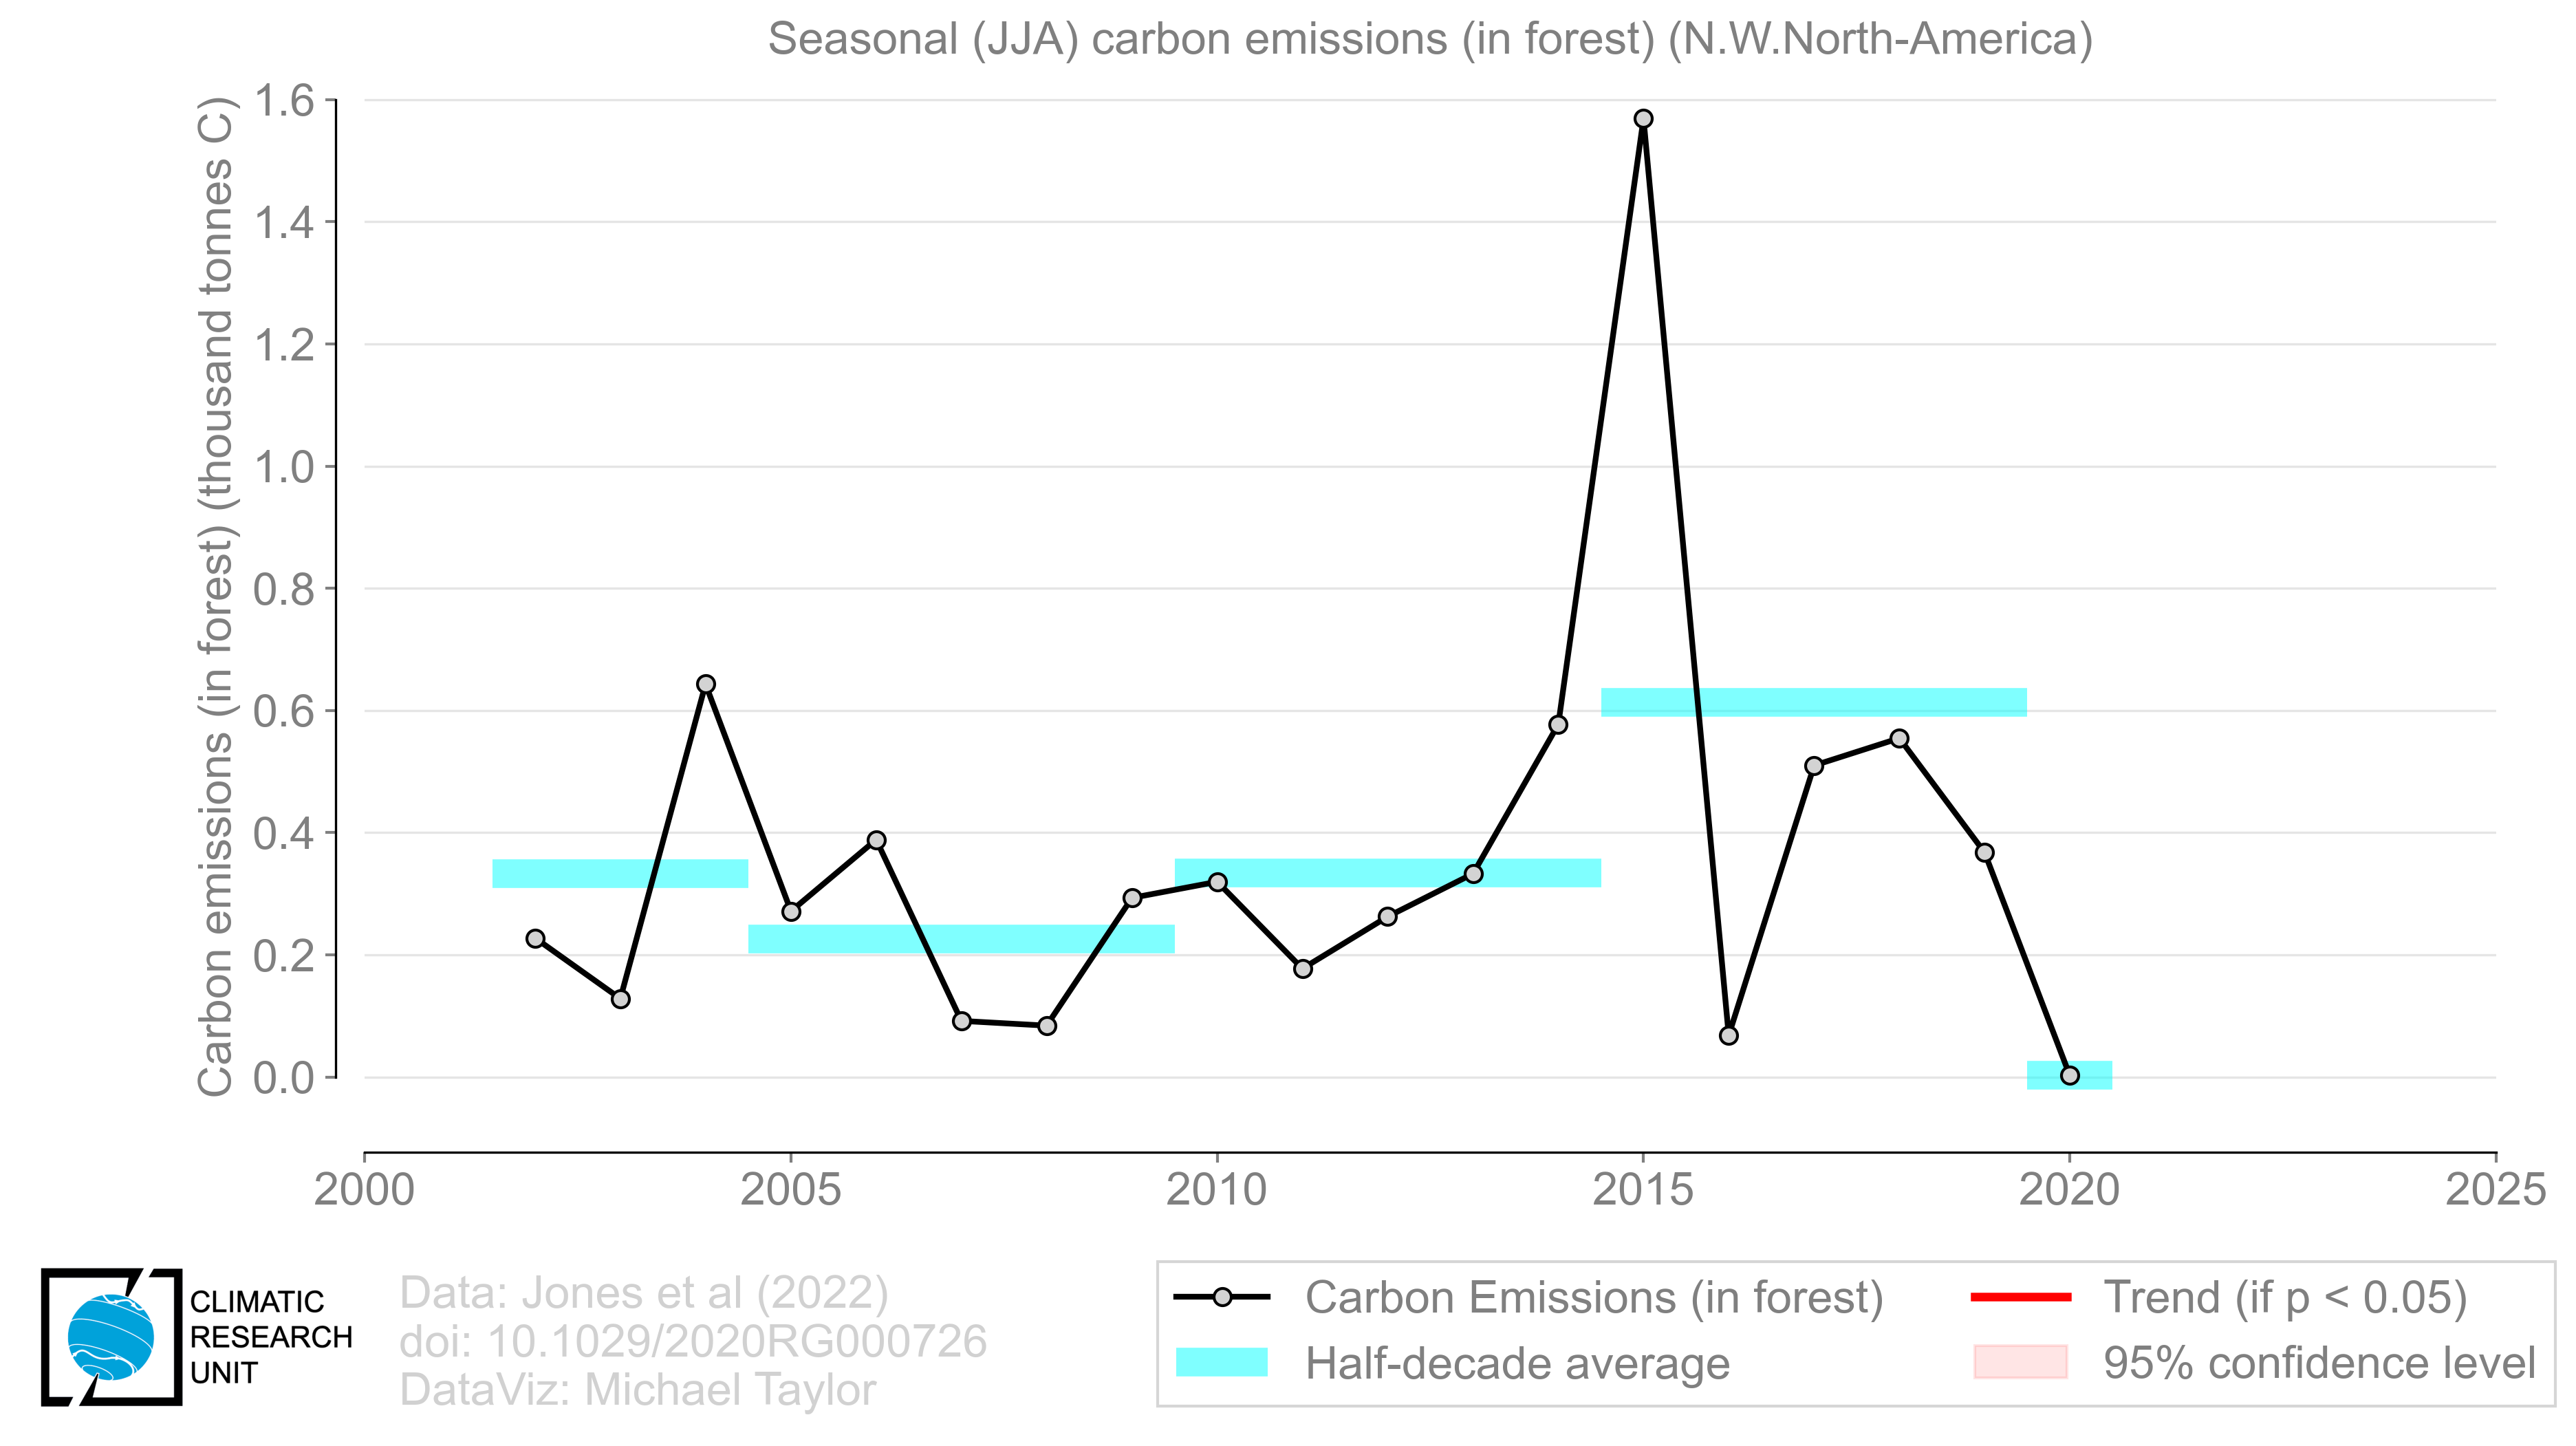 Seasonal (JJA) carbon emissions (in forest) (N.W.North-America)
Carbon emissions (in forest) (thousand tonnes C)
1.6
1.4
1.2
1.0
0.8
0.6
0.4
0.2
0.0
2000 2005 2010 2015 2020 2025
CLIMATIC
RESEARCH
UNIT
Data: Jones et al (2022)
doi: 10.1029/2020RG000726
DataViz: Michael Taylor
Carbon Emissions (in forest)
Half-decade average
Trend (if p < 0.05)
95% confidence level